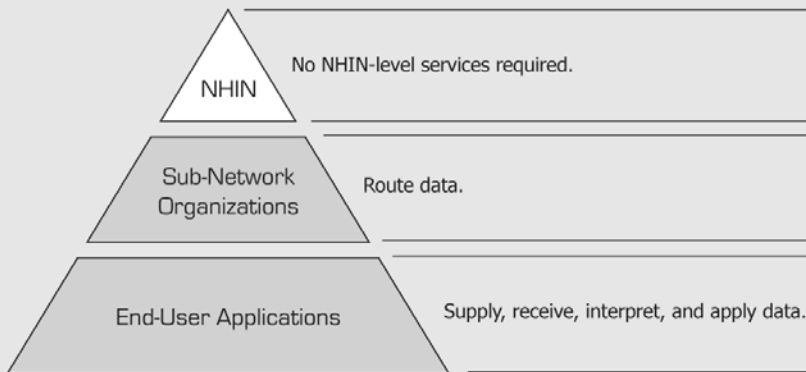 NHIN
No NHIN-level services required.
Sub-Network
Organizations
Route data.
End-User Applications
Supply, receive, interpret, and apply data.